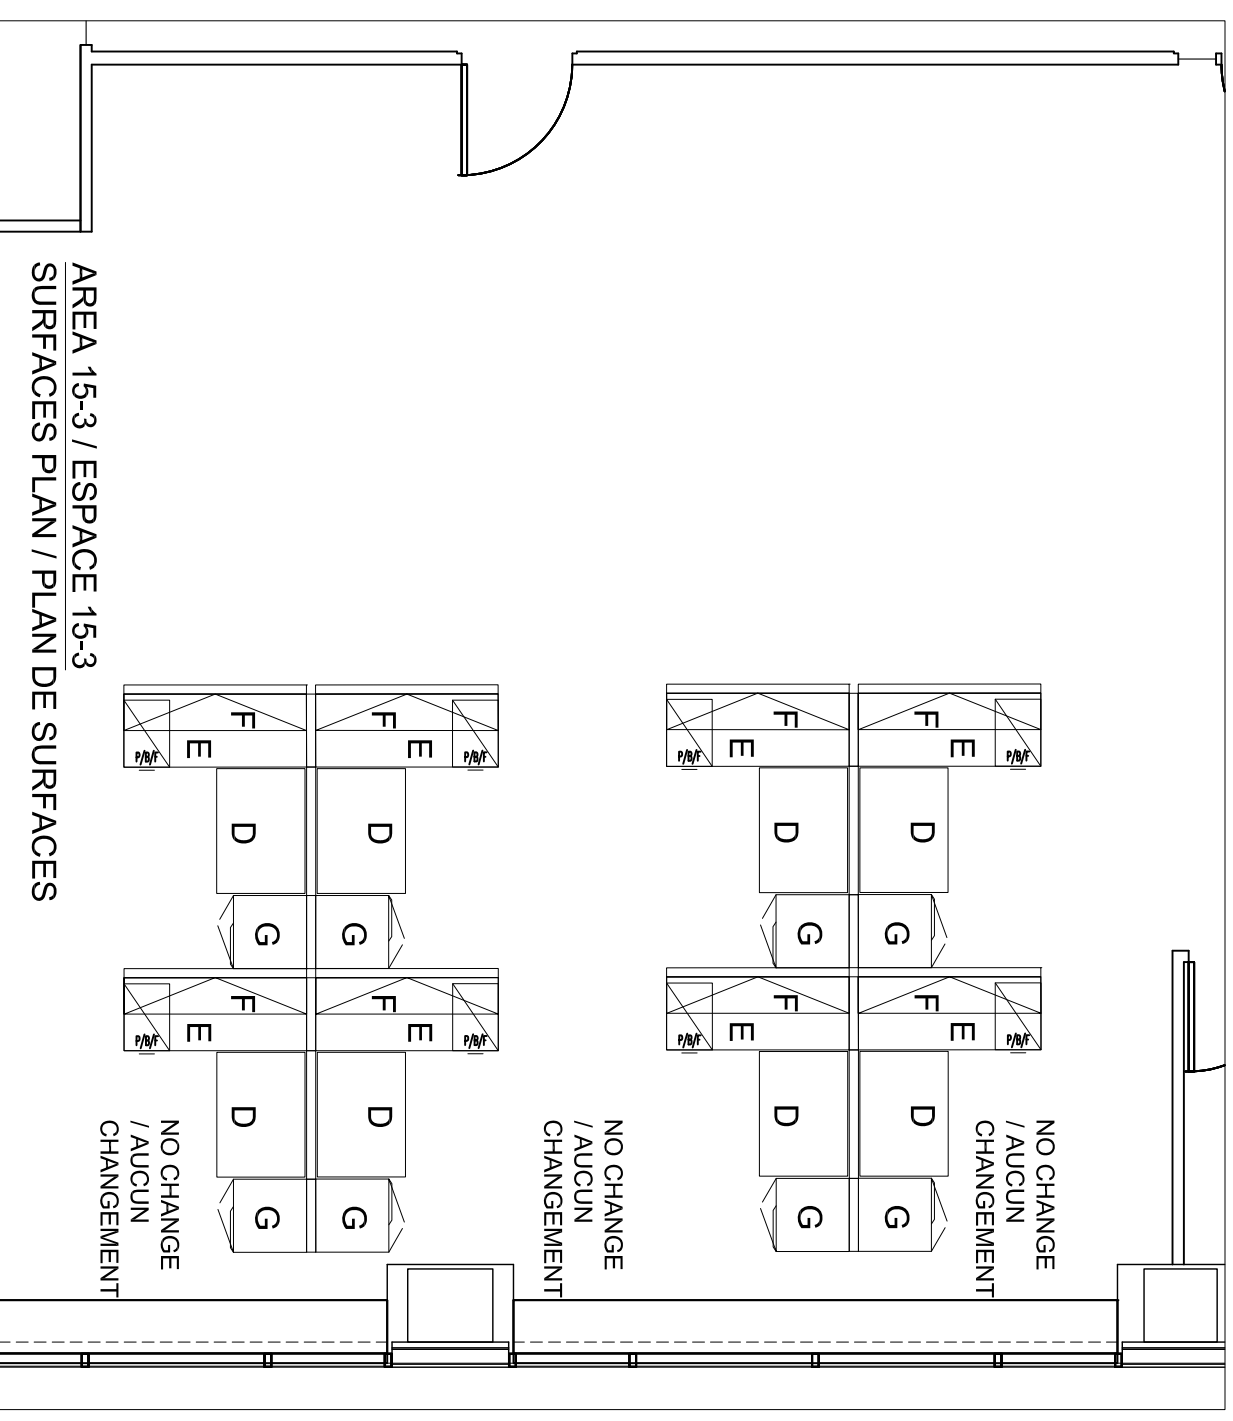 NO CHANGE
/ AUCUN
CHANGEMENT
P/B/F
P/B/F
E
E
F
D
F
D
G
G
G
G
F
D
F
D
E
E
P/B/F
P/B/F
NO CHANGE
/ AUCUN
CHANGEMENT
P/B/F
P/B/F
E
E
F
D
F
D
G
G
G
G
F
D
F
D
E
E
P/B/F
P/B/F
NO CHANGE
/ AUCUN
CHANGEMENT
AREA 15-3 / ESPACE 15-3
SURFACES PLAN / PLAN DE SURFACES